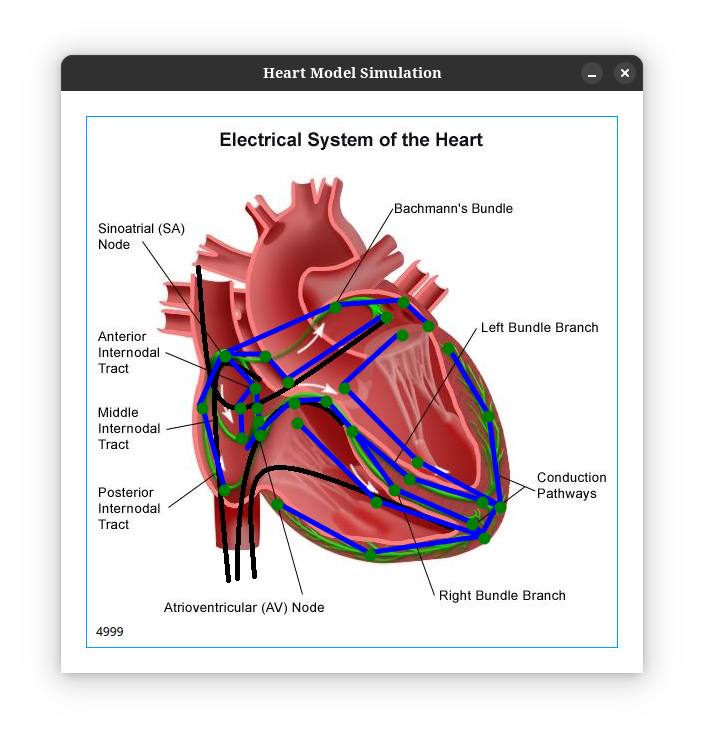 Heart Model Simulation
Electrical System of the Heart
Bachmann's Bundle
Sinoatrial (SA)
Node
Left Bundle Branch
Anterior
Internodal
Tract
Middle
Internodal
Tract
Conduction
Pathways
Posterior
Internodal
Tract
Right Bundle Branch
Atrioventricular (AV) Node
4999